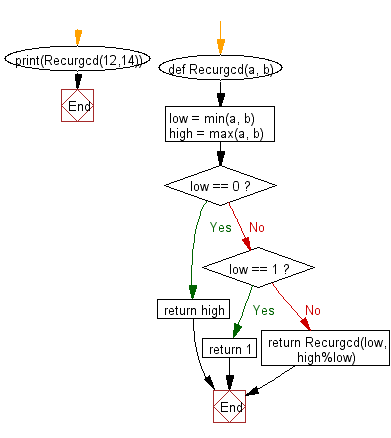 print(Recurgcd(12,14))
End
def Recurgcd(a, b)
low = min(a, b)
high = max(a, b)
low == 0 ?
Yes
No
low == 1 ?
Yes
No
return high
return 1
return Recurgcd(low,
high%low)
End